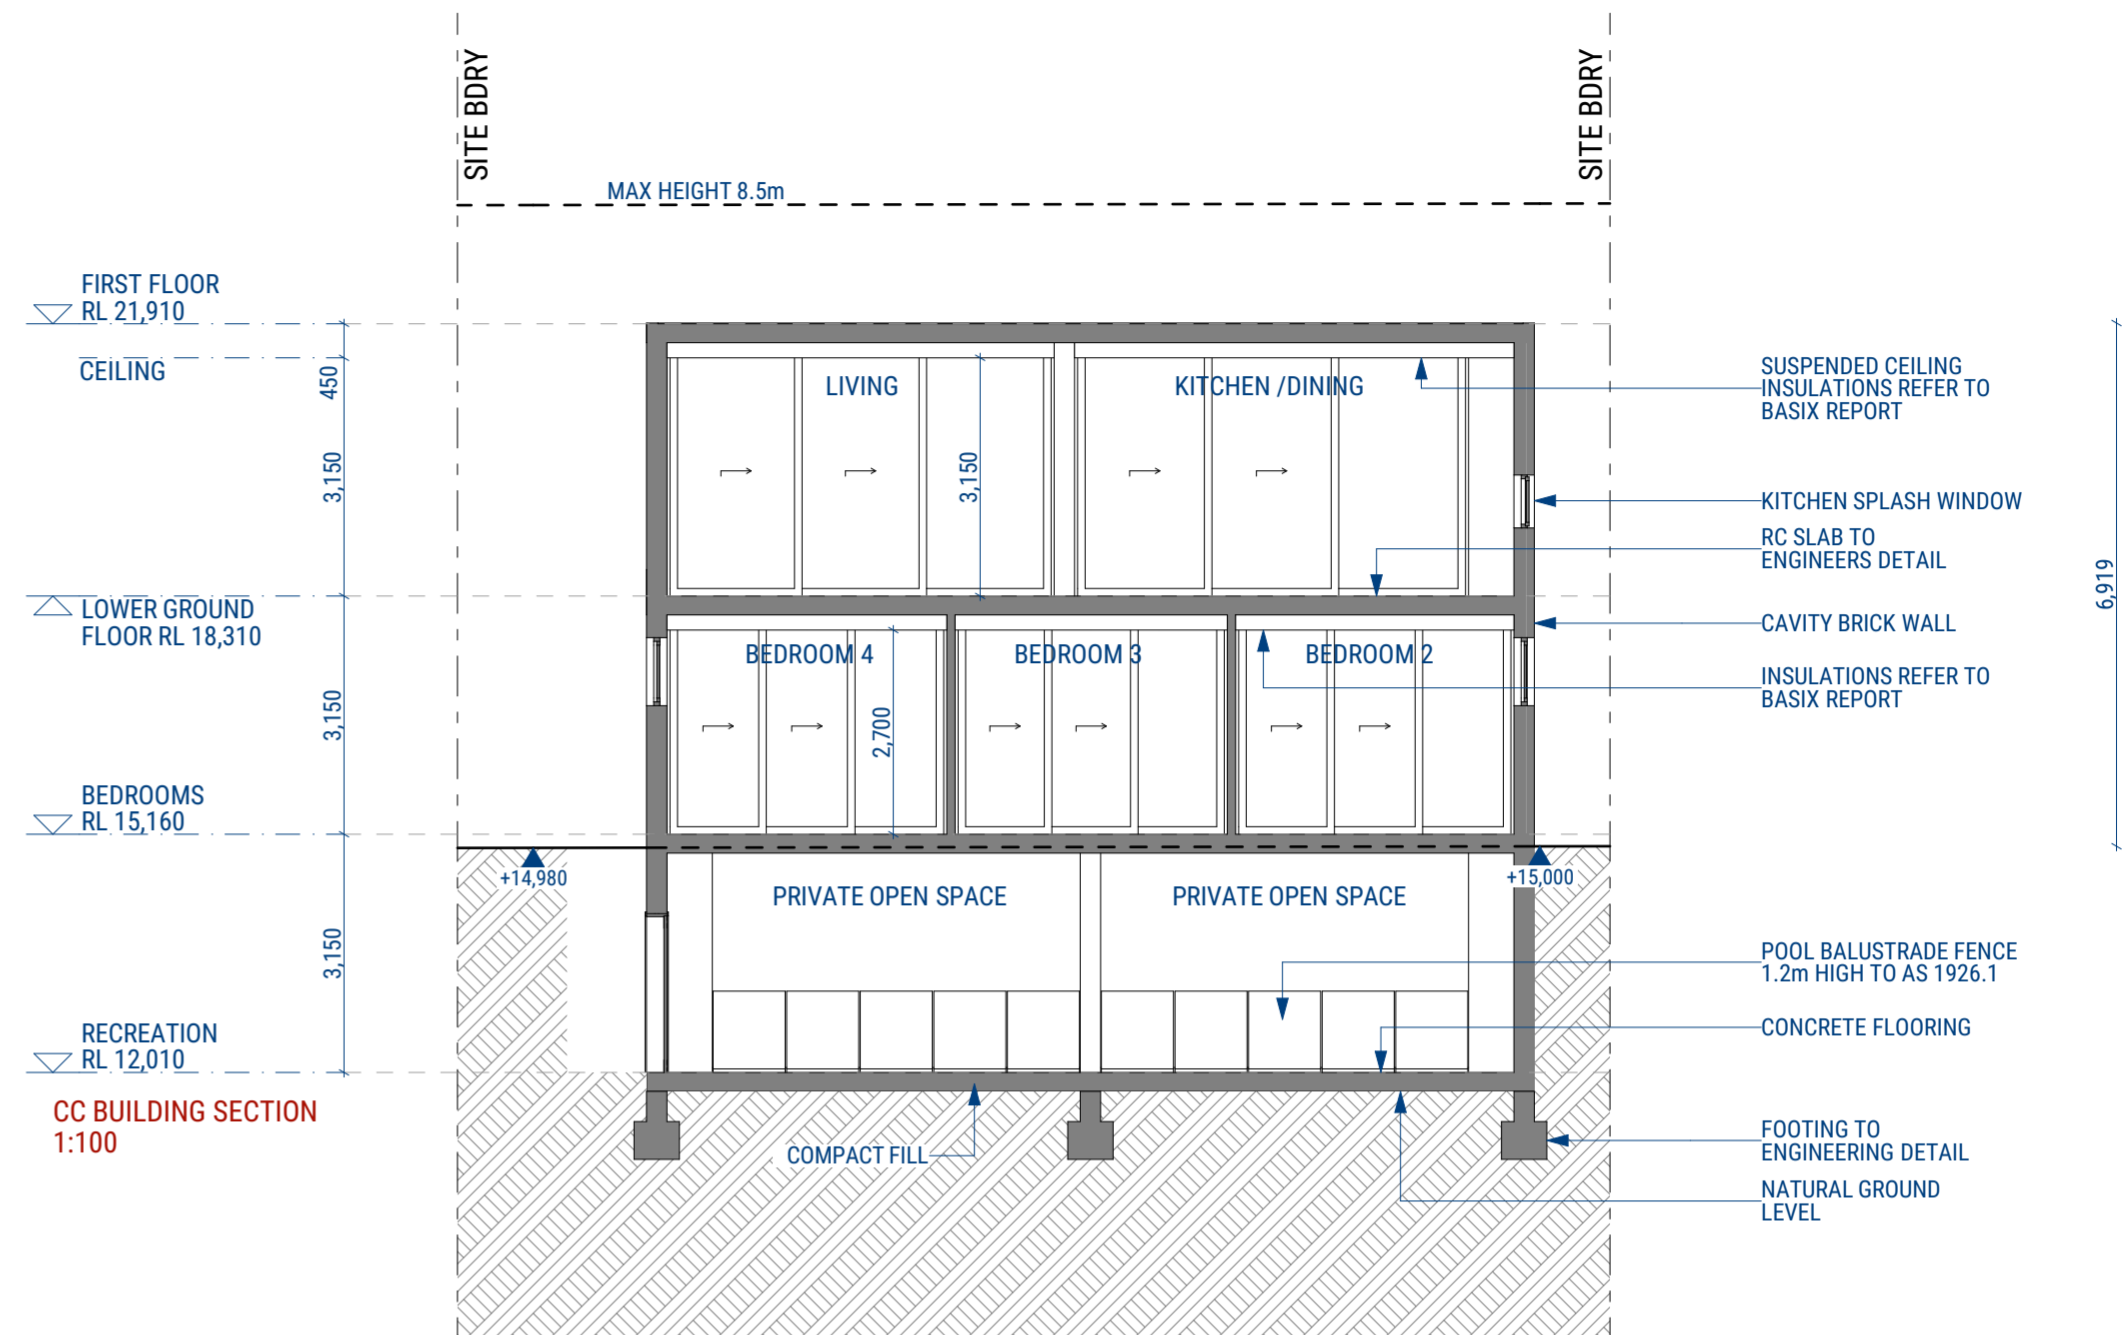 SITE BDRY
SITE BDRY
MAX HEIGHT 8.5m
FIRST FLOOR
RL 21,910
CEILING
450
3,150
LOWER GROUND
FLOOR RL 18,310
3,150
BEDROOMS
RL 15,160
3,150
RECREATION
RL 12,010
CC BUILDING SECTION
1:100
LIVING
KITCHEN /DINING
3,150
BEDROOM 4
BEDROOM 3
BEDROOM 2
2,700
+14,980
+15,000
PRIVATE OPEN SPACE
PRIVATE OPEN SPACE
COMPACT FILL
SUSPENDED CEILING
INSULATIONS REFER TO
BASIX REPORT
KITCHEN SPLASH WINDOW
RC SLAB TO
ENGINEERS DETAIL
CAVITY BRICK WALL
INSULATIONS REFER TO
BASIX REPORT
POOL BALUSTRADE FENCE
1.2m HIGH TO AS 1926.1
CONCRETE FLOORING
FOOTING TO
ENGINEERING DETAIL
NATURAL GROUND
LEVEL
6,919